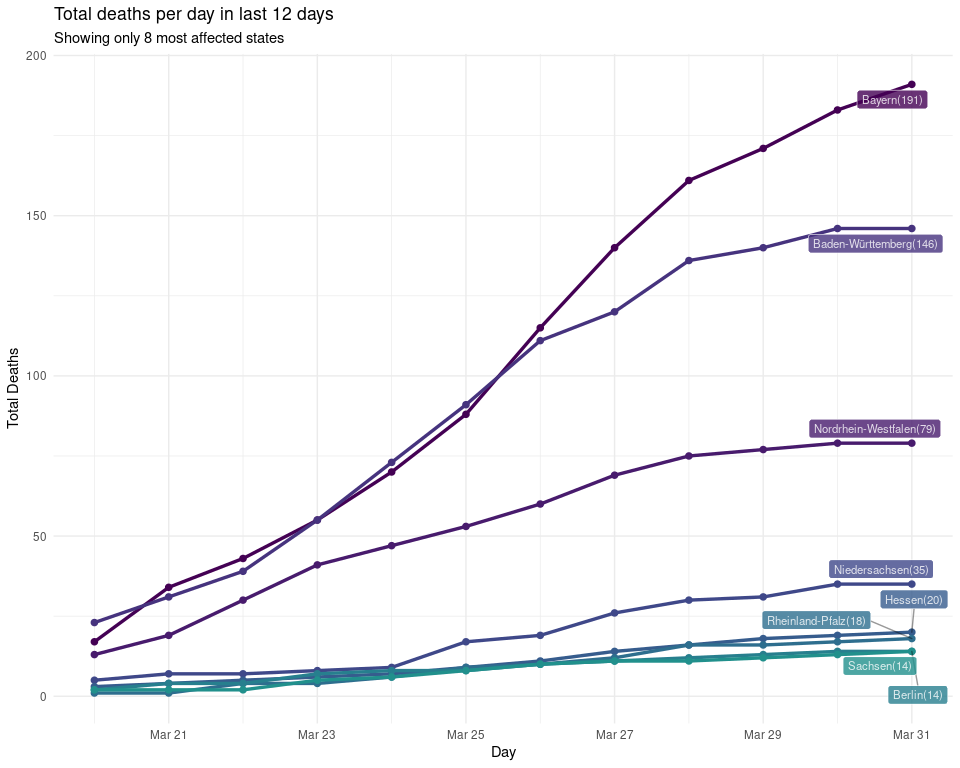 Total deaths per day in last 12 days
Showing only 8 most affected states
200
150
100
50
0
Total Deaths
Bayern(191)
Baden-Württemberg(146)
Nordrhein-Westfalen(79)
Niedersachsen(35)
Hessen(20)
Rheinland-Pfalz(18)
Sachsen(14)
Berlin(14)
Mar 21
Mar 23
Mar 25
Mar 27
Mar 29
Mar 31
Day